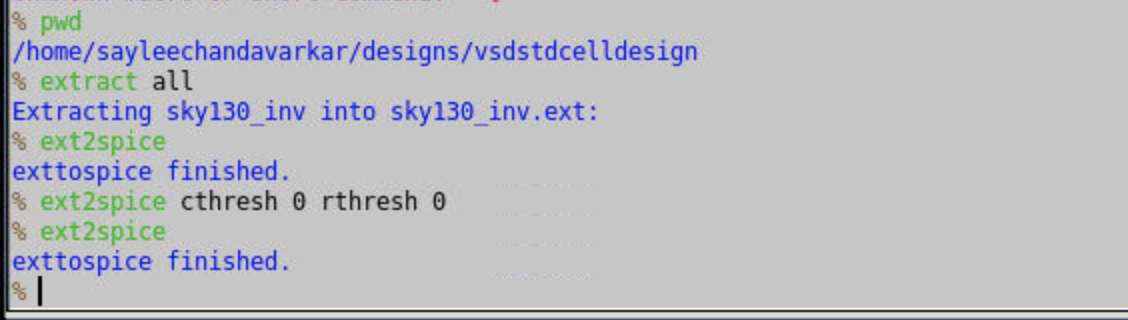 % pwd
/home/sayleechandavarkar/designs/vsdstdcelldesign
% extract all
Extracting sky130_inv into sky130_inv.ext:
% ext2spice
exttospice finished.
% ext2spice cthresh 0 rthresh 0
% ext2spice
exttospice finished.
%